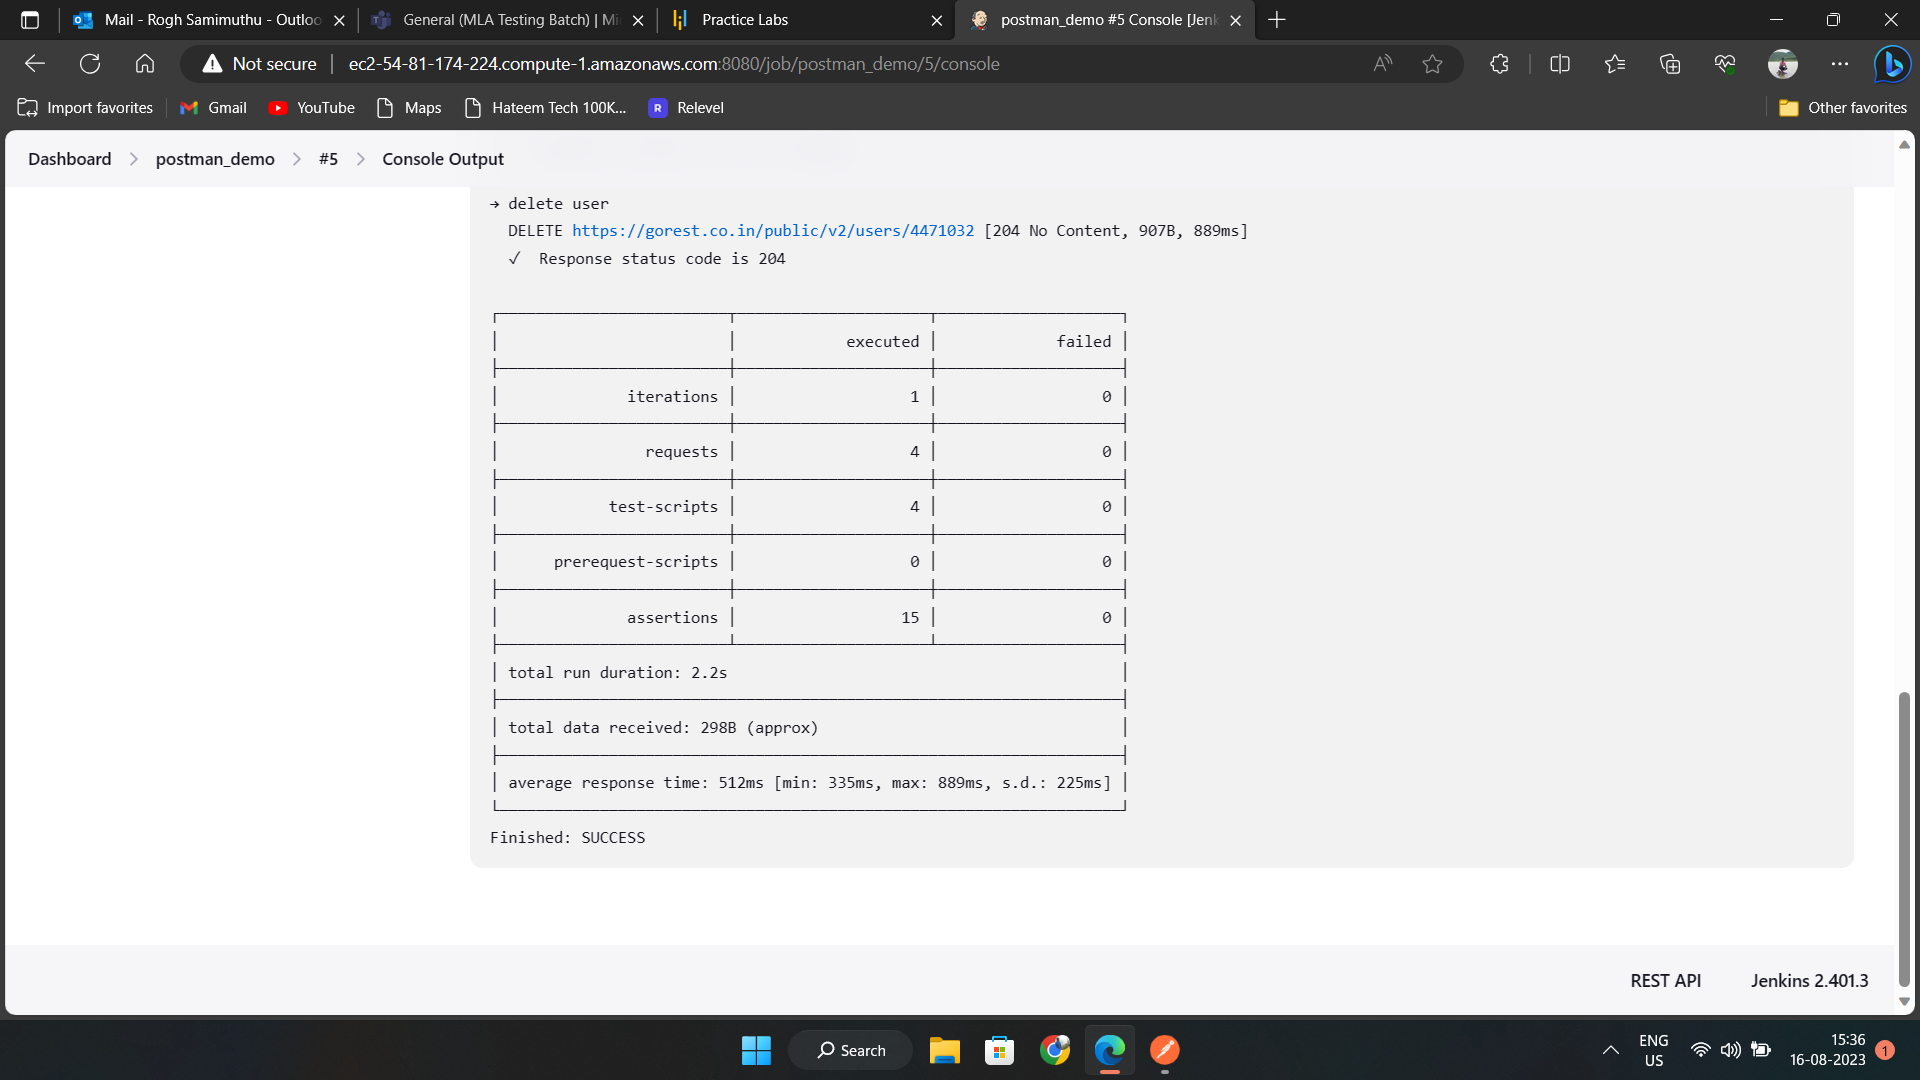 Mail - Rogh Samimuthu - Outloo
General (MLA Testing Batch) | Mi
Practice Labs
postman_demo #5 Console [Jenk
Not secure
ec2-54-81-174-224.compute-1.amazonaws.com:8080/job/postman_demo/5/console
Import favorites
Gmail
YouTube
Maps
Hateem Tech 100K...
R Relevel
Other favorites
Dashboard > postman_demo > #5 > Console Output
→ delete user
DELETE https://gorest.co.in/public/v2/users/4471032 [204 No Content, 907B, 889ms]
✓ Response status code is 204
executed | failed
iterations | 1 | 0
requests | 4 | 0
test-scripts | 4 | 0
prerequest-scripts | 0 | 0
assertions | 15 | 0
total run duration: 2.2s
total data received: 298B (approx)
average response time: 512ms [min: 335ms, max: 889ms, s.d.: 225ms]
Finished: SUCCESS
REST API
Jenkins 2.401.3
Search
ENG
US
15:36
16-08-2023
1